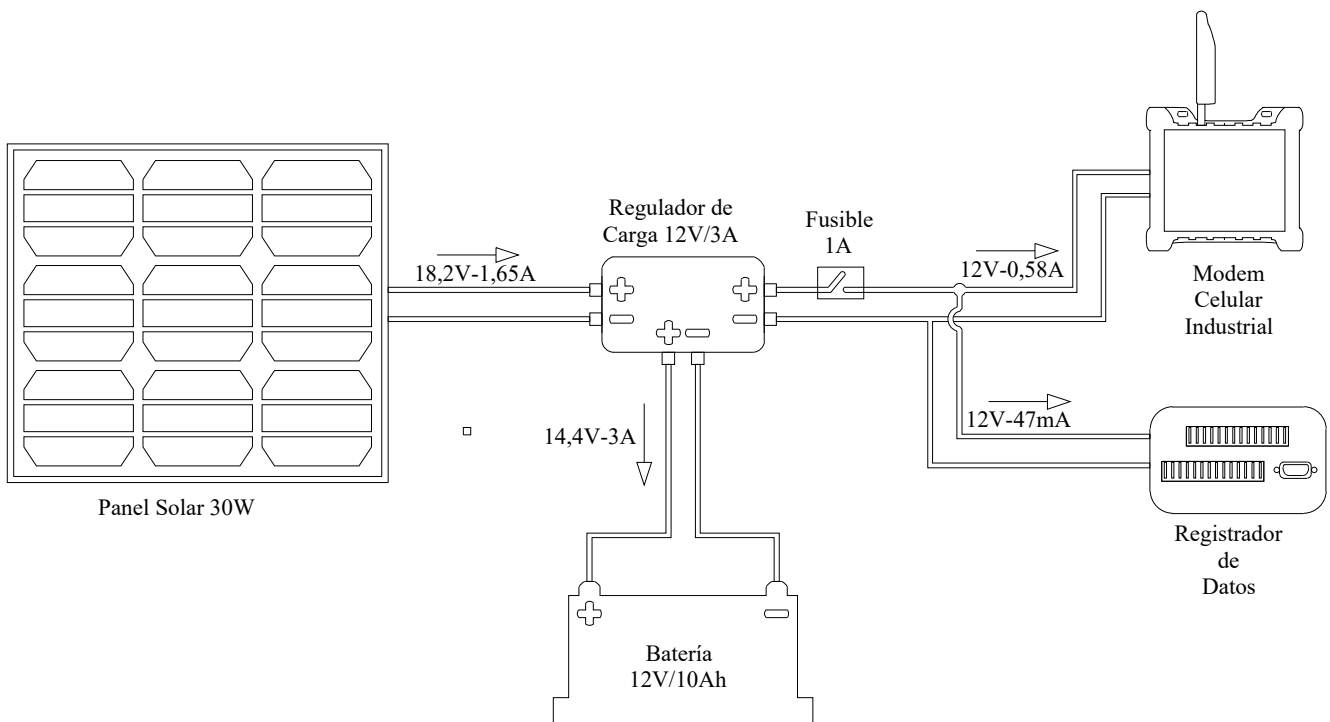 Panel Solar 30W
18,2V-1,65A
Regulador de
Carga 12V/3A
14,4V-3A
Batería
12V/10Ah
Fusible
1A
12V-0,58A
Modem
Celular
Industrial
12V-47mA
Registrador
de
Datos